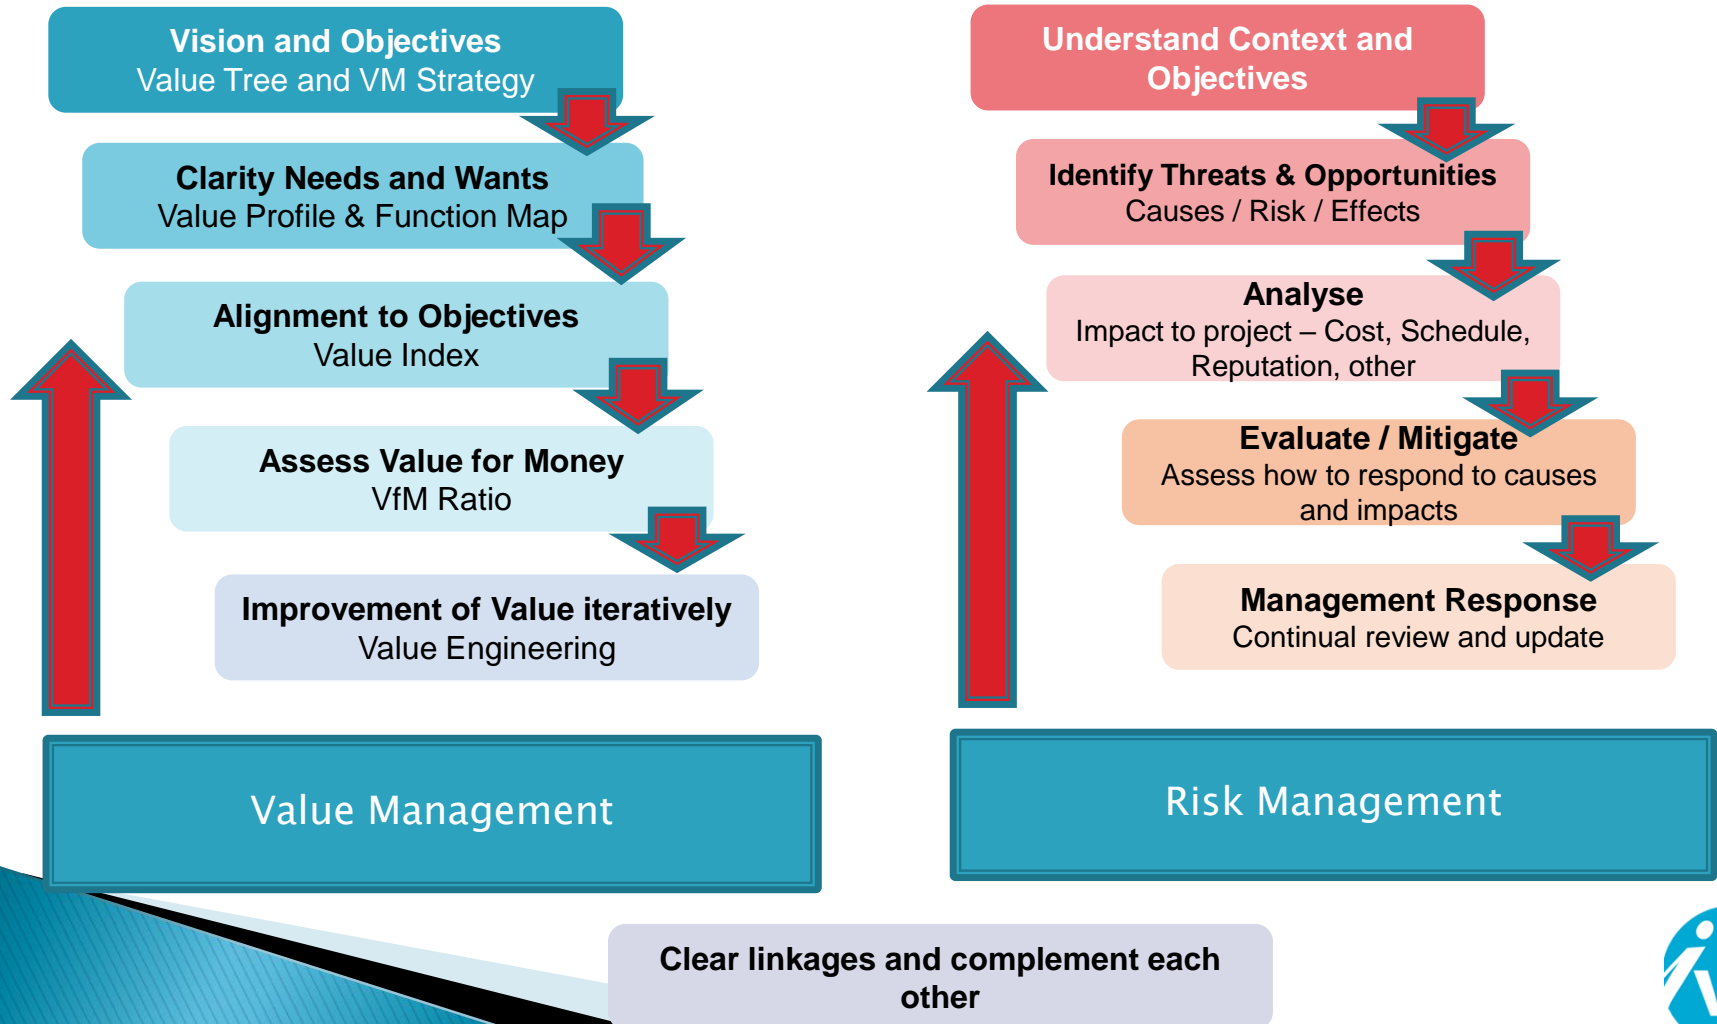 Vision and Objectives
Value Tree and VM Strategy
Clarity Needs and Wants
Value Profile & Function Map
Alignment to Objectives
Value Index
Assess Value for Money
VfM Ratio
Improvement of Value iteratively
Value Engineering
Value Management
Understand Context and
Objectives
Identify Threats & Opportunities
Causes / Risk / Effects
Analyse
Impact to project – Cost, Schedule,
Reputation, other
Evaluate / Mitigate
Assess how to respond to causes
and impacts
Management Response
Continual review and update
Risk Management
Clear linkages and complement each
other